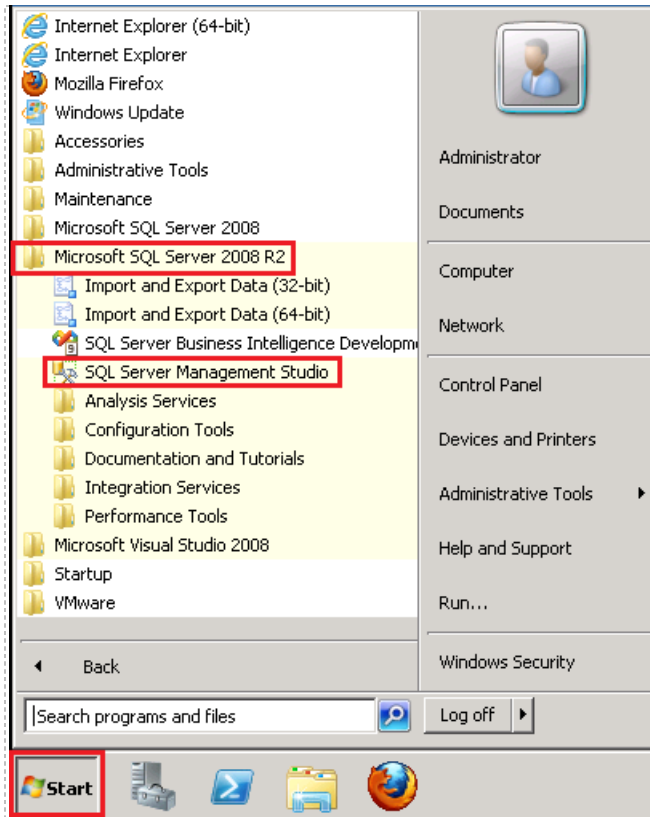 Internet Explorer (64-bit)
Internet Explorer
Mozilla Firefox
Windows Update
Accessories
Administrative Tools
Maintenance
Microsoft SQL Server 2008
Microsoft SQL Server 2008 R2
Import and Export Data (32-bit)
Import and Export Data (64-bit)
SQL Server Business Intelligence Developm
SQL Server Management Studio
Analysis Services
Configuration Tools
Documentation and Tutorials
Integration Services
Performance Tools
Microsoft Visual Studio 2008
Startup
VMware
Back
Search programs and files
Administrator
Documents
Computer
Network
Control Panel
Devices and Printers
Administrative Tools
Help and Support
Run...
Windows Security
Log off
Start